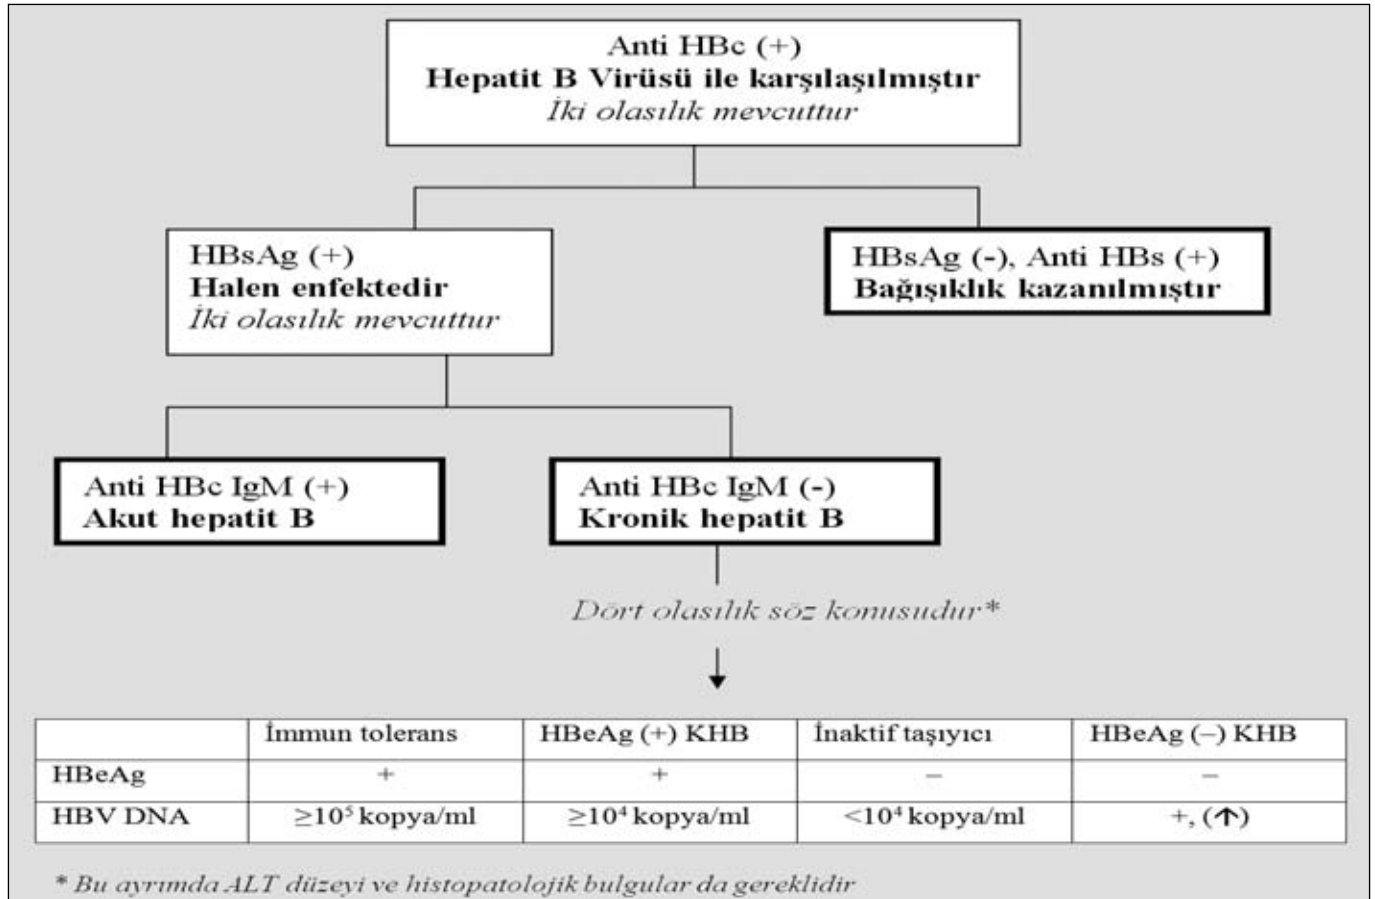 Anti HBc (+)
Hepatit B Virüsü ile karşılaşılmıştır
İki olasılık mevcuttur
HBsAg (+)
Halen enfektedir
İki olasılık mevcuttur
HBsAg (-), Anti HBs (+)
Bağışıklık kazanılmıştır
Anti HBc IgM (+)
Akut hepatit B
Anti HBc IgM (-)
Kronik hepatit B
Dört olasılık söz konusudur*
İmmun tolerans HBeAg (+) KHB İnaktif taşıyıcı HBeAg (–) KHB
HBeAg + + – –
HBV DNA ≥10⁵ kopya/ml ≥10⁴ kopya/ml <10⁴ kopya/ml +, (↑)
* Bu ayrımda ALT düzeyi ve histopatolojik bulgular da gereklidir